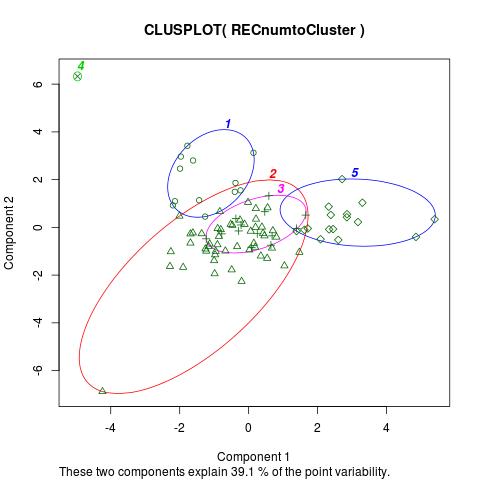 CLUSPLOT( RECnumtoCluster )
4
1
2
3
5
6
4
2
0
-2
-4
-6
Component 2
-4 -2 0 2 4
Component 1
These two components explain 39.1 % of the point variability.